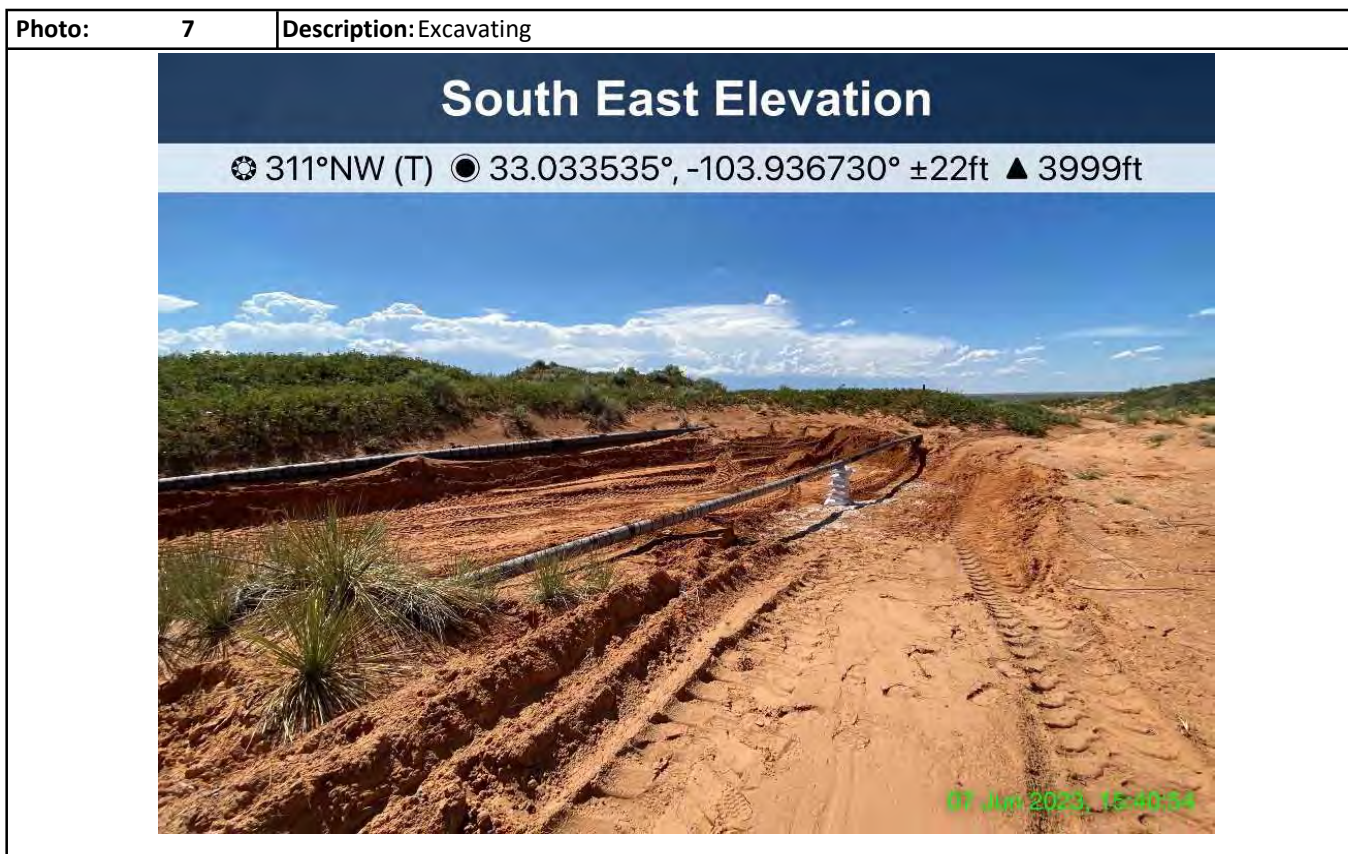 Photo: 7 Description: Excavating
South East Elevation
311°NW (T) 33.033535°, -103.936730° ±22ft ▲ 3999ft
07 Jun 2023, 15:40:54